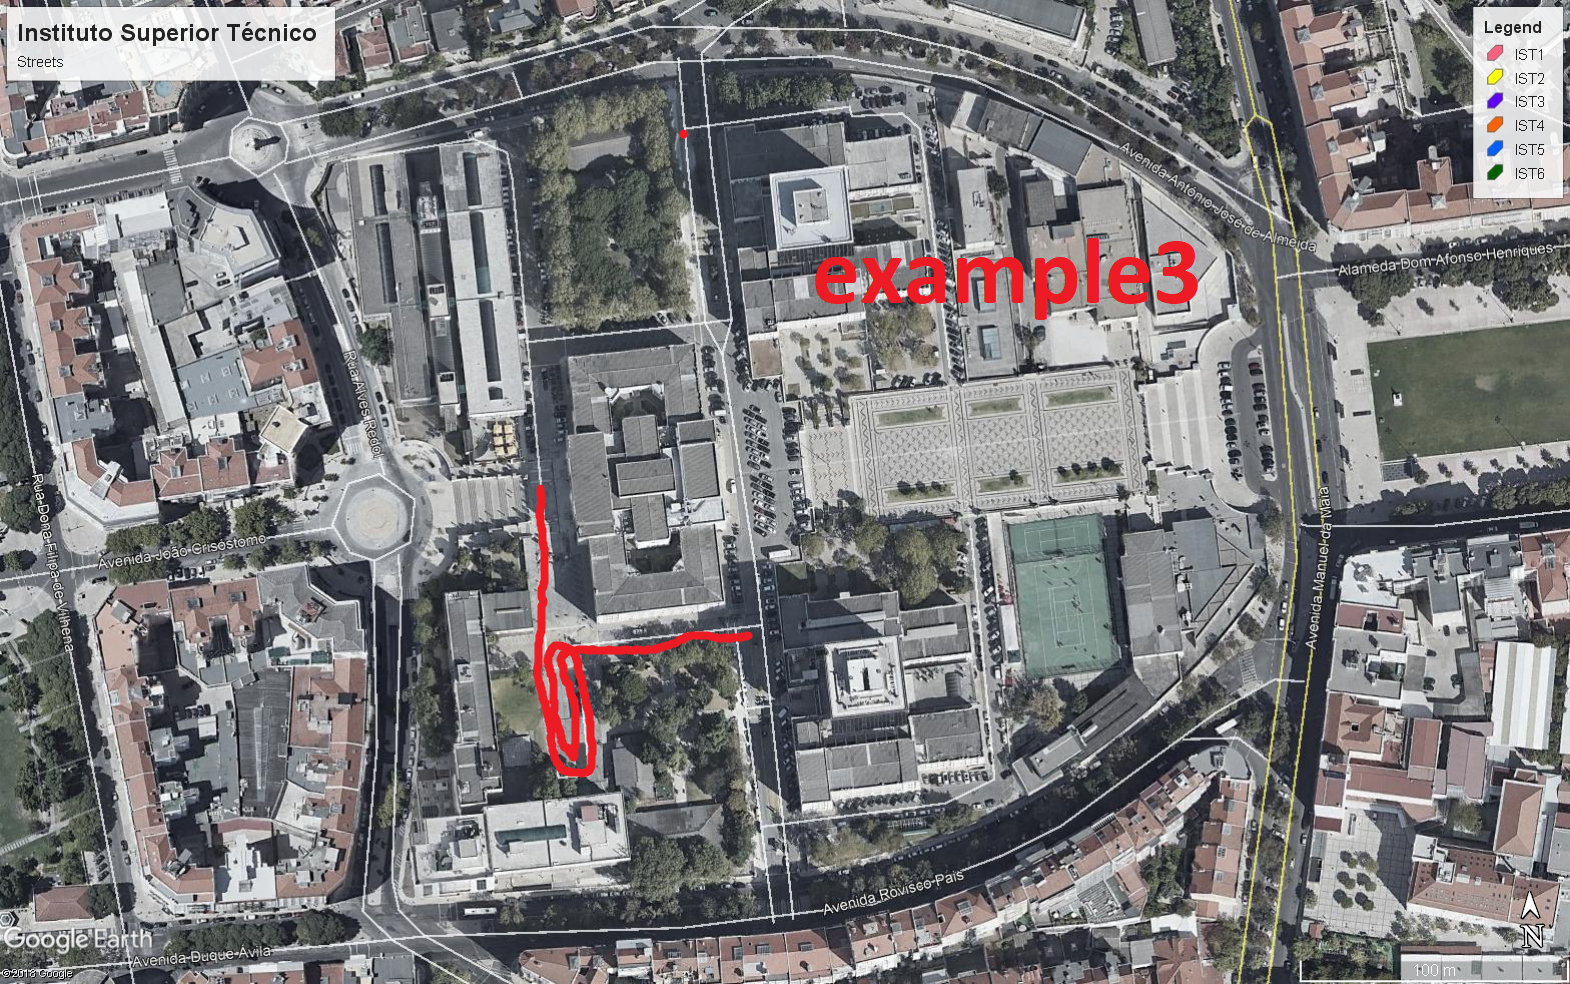 Instituto Superior Técnico
Streets
Legend
IST1
IST2
IST3
IST4
IST5
IST6
example3
Avenida António José de Almeida
Alameda Dom Afonso Henriques
Rua Alves Redol
Rua Dona Filipa de Vilhena
Avenida João Crisóstomo
Avenida Manuel da Maia
Avenida Rovisco Pais
Avenida Duque Ávila
Google Earth
© 2018 Google
N
100 m